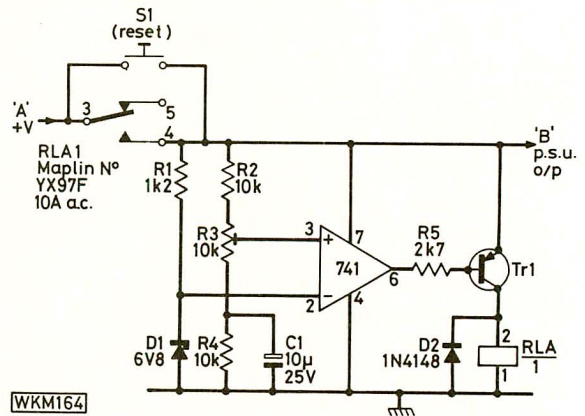 S1
(reset)
'A'
+V
3
5
4
RLA1
Maplin Nº
YX97F
10A a.c.
'B'
p.s.u.
o/p
R1
1k2
R2
10k
R3
10k
3
+
7
741
6
2
−
4
R5
2k7
Tr1
D1
6V8
R4
10k
C1
10µ
25V
D2
1N4148
2
RLA
1
1
WKM164